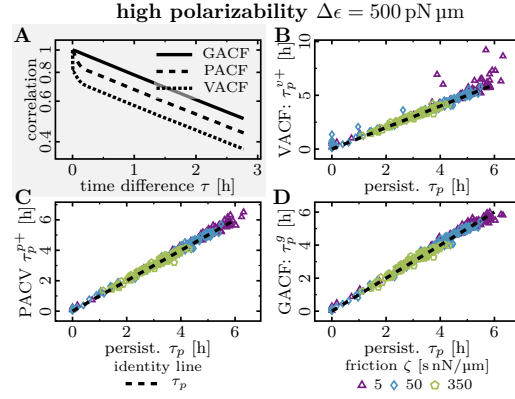 high polarizability Δϵ = 500 pN µm
A
GACF
PACF
VACF
correlation
1
0.8
0.6
0.4
0 1 2 3
time difference τ [h]
B
VACF: τ_p^{v+} [h]
10
5
0
0 2 4 6
persist. τ_p [h]
C
PACV τ_p^{p+} [h]
6
4
2
0
0 2 4 6
persist. τ_p [h]
D
GACF: τ_p^g [h]
6
4
2
0
0 2 4 6
persist. τ_p [h]
identity line
τ_p
friction ζ [s nN/µm]
5 50 350